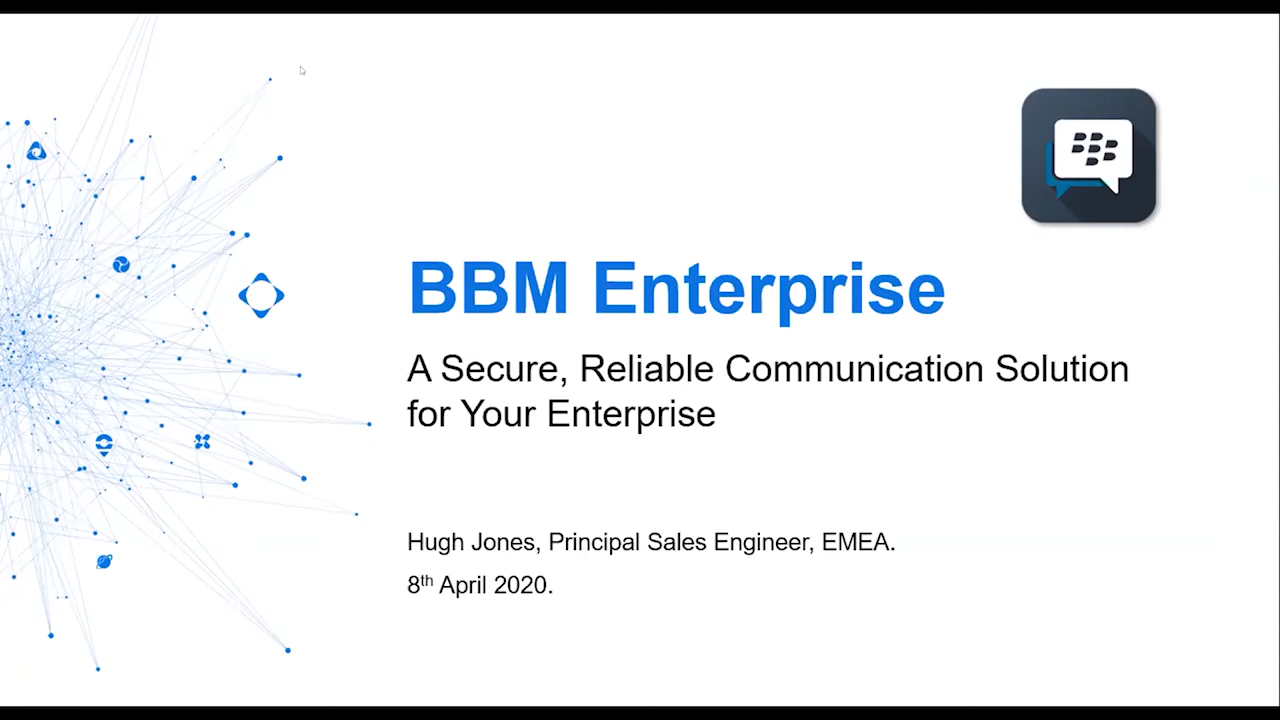 BBM Enterprise
A Secure, Reliable Communication Solution
for Your Enterprise
Hugh Jones, Principal Sales Engineer, EMEA.
8th April 2020.